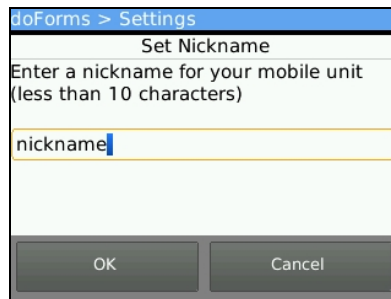 doForms > Settings
Set Nickname
Enter a nickname for your mobile unit
(less than 10 characters)
nickname
OK
Cancel